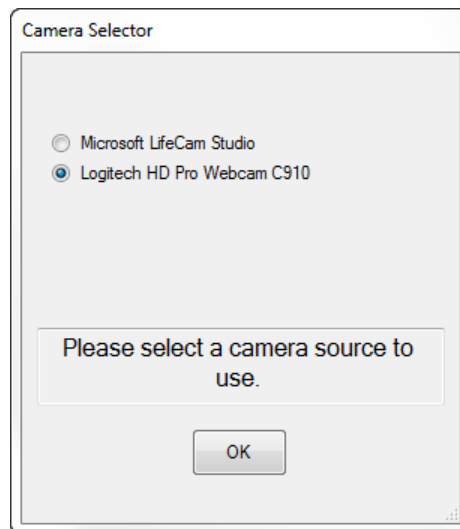 Camera Selector
Microsoft LifeCam Studio
Logitech HD Pro Webcam C910
Please select a camera source to
use.
OK